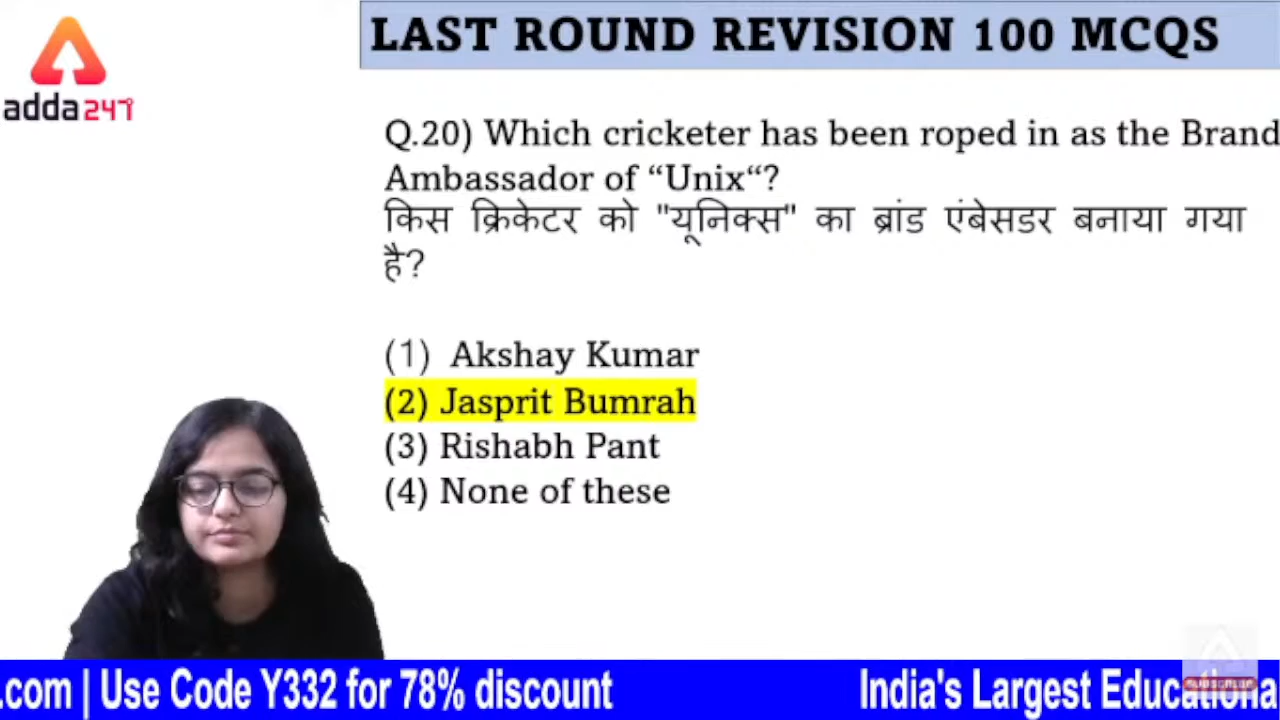 LAST ROUND REVISION 100 MCQS
adda247
Q.20) Which cricketer has been roped in as the Brand
Ambassador of “Unix“?
किस क्रिकेटर को "यूनिक्स" का ब्रांड एंबेसडर बनाया गया
है?
(1) Akshay Kumar
(2) Jasprit Bumrah
(3) Rishabh Pant
(4) None of these
SUBSCRIBE
.com | Use Code Y332 for 78% discount
India's Largest Educationa